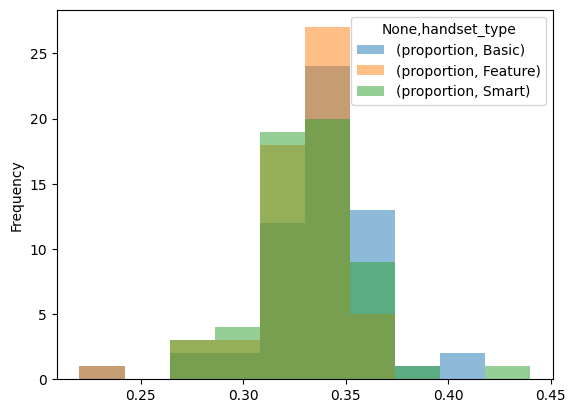 None,handset_type
(proportion, Basic)
(proportion, Feature)
(proportion, Smart)
Frequency
25
20
15
10
5
0
0.25
0.30
0.35
0.40
0.45